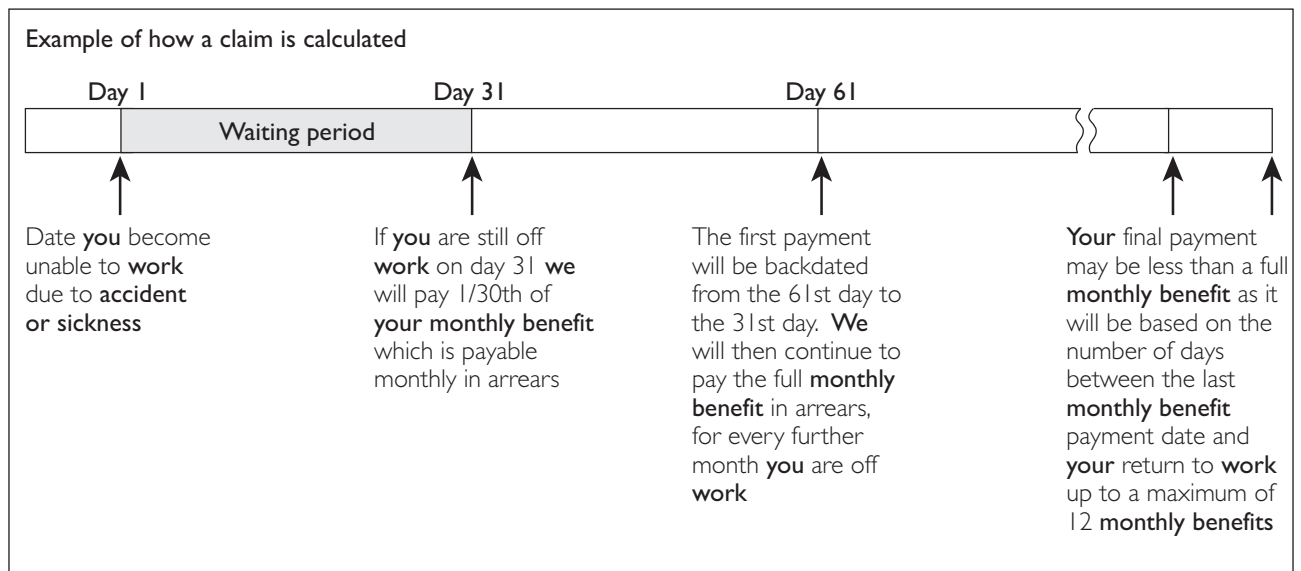 Example of how a claim is calculated
Day 1
Day 31
Day 61
Waiting period
Date you become
unable to work
due to accident
or sickness
If you are still off
work on day 31 we
will pay 1/30th of
your monthly benefit
which is payable
monthly in arrears
The first payment
will be backdated
from the 61st day to
the 31st day. We
will then continue to
pay the full monthly
benefit in arrears,
for every further
month you are off
work
Your final payment
may be less than a full
monthly benefit as it
will be based on the
number of days
between the last
monthly benefit
payment date and
your return to work
up to a maximum of
12 monthly benefits